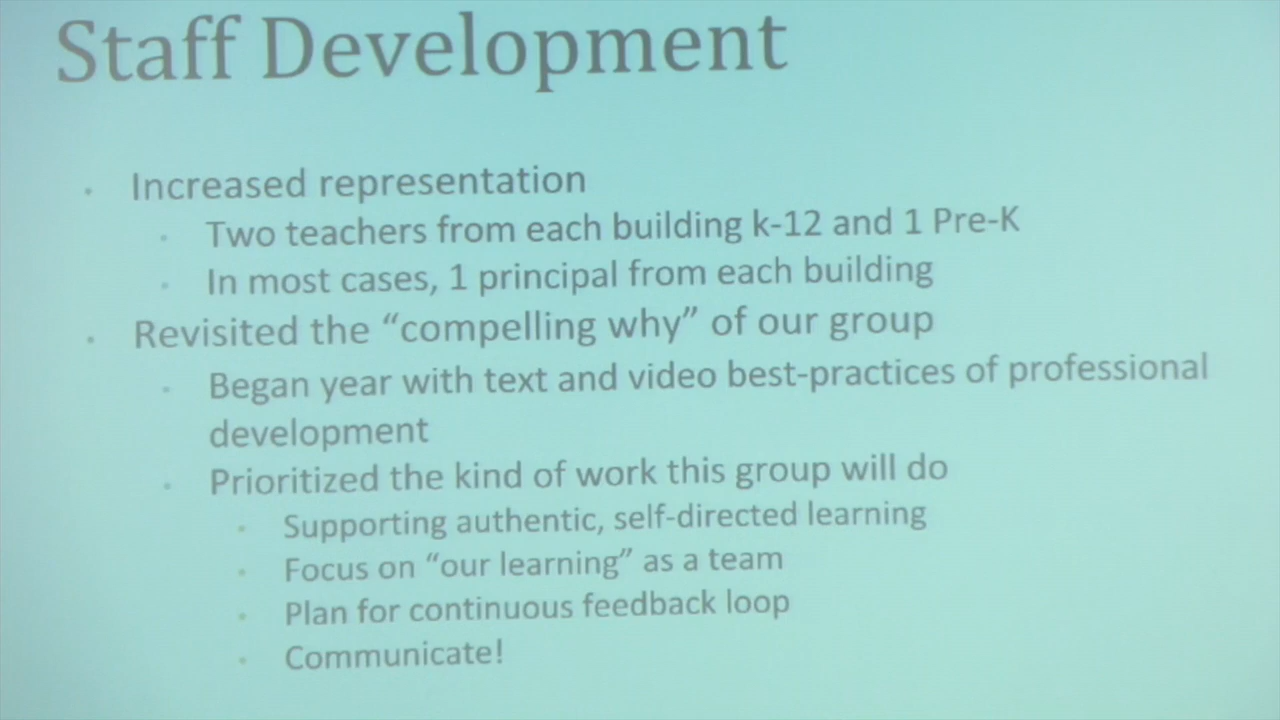 Staff Development
Increased representation
Two teachers from each building k-12 and 1 Pre-K
In most cases, 1 principal from each building
Revisited the “compelling why” of our group
Began year with text and video best-practices of professional
development
Prioritized the kind of work this group will do
Supporting authentic, self-directed learning
Focus on “our learning” as a team
Plan for continuous feedback loop
Communicate!